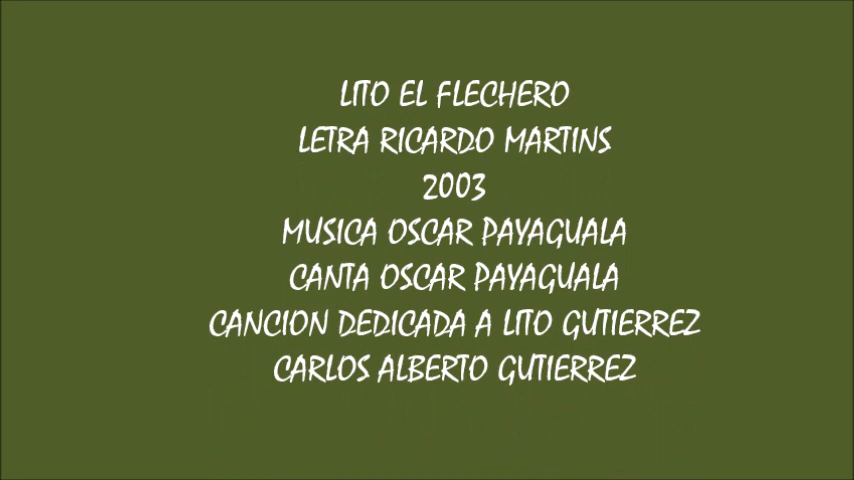 LITO EL FLECHERO
LETRA RICARDO MARTINS
2003
MUSICA OSCAR PAYAGUALA
CANTA OSCAR PAYAGUALA
CANCION DEDICADA A LITO GUTIERREZ
CARLOS ALBERTO GUTIERREZ